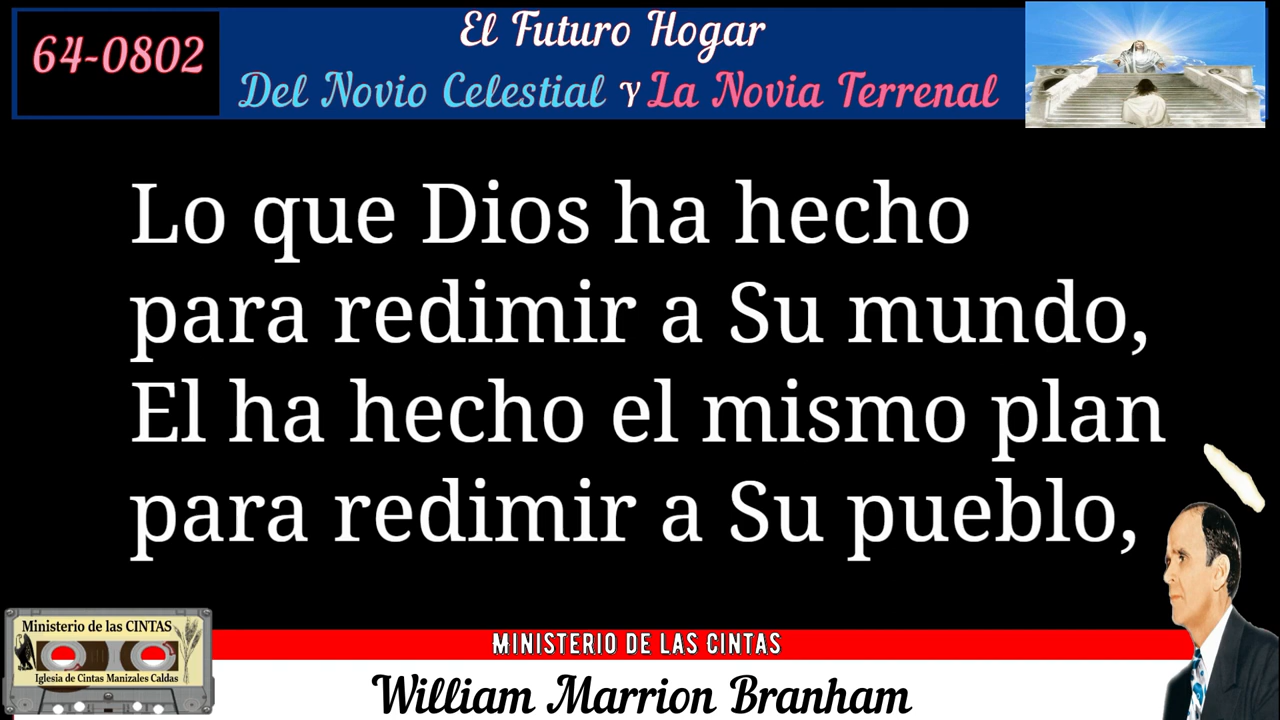 64-0802
El Futuro Hogar
Del Novio Celestial Y La Novia Terrenal
Lo que Dios ha hecho
para redimir a Su mundo,
El ha hecho el mismo plan
para redimir a Su pueblo,
Ministerio de las CINTAS
Iglesia de Cintas Manizales Caldas
MINISTERIO DE LAS CINTAS
William Marrion Branham